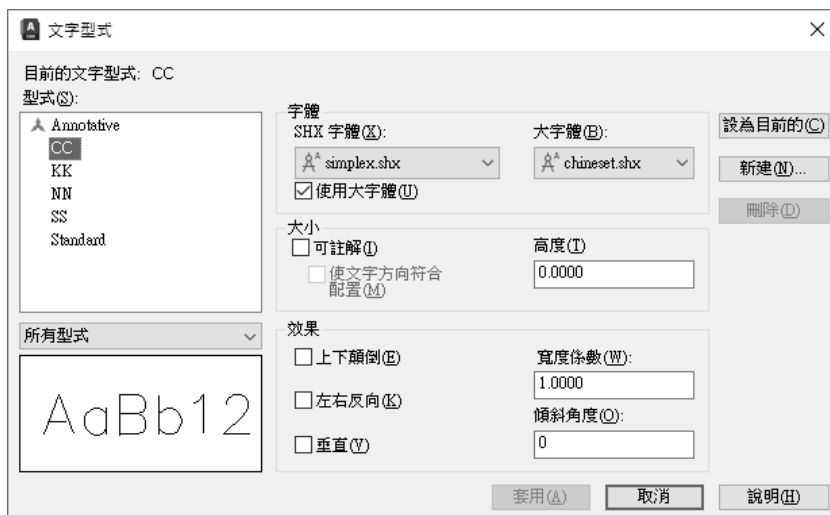 文字型式
目前的文字型式: CC
型式(S):
Annotative
CC
KK
NN
SS
Standard
所有型式
AaBb12
字體
SHX 字體(X):
simplex.shx
使用大字體(U)
大字體(B):
chineset.shx
大小
可註解(I)
使文字方向符合
配置(M)
高度(T)
0.0000
效果
上下顛倒(E)
左右反向(K)
垂直(V)
寬度係數(W):
1.0000
傾斜角度(O):
0
設為目前的(C)
新建(N)...
刪除(D)
套用(A)
取消
說明(H)